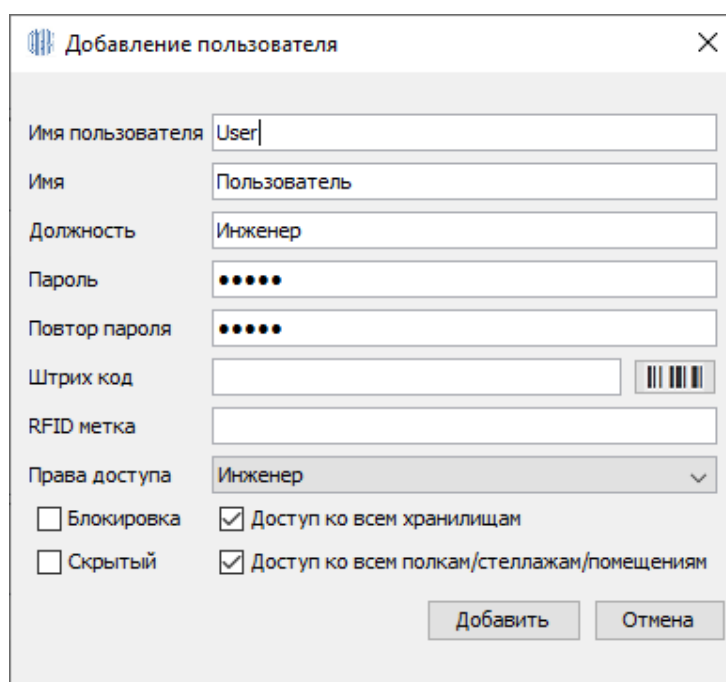 Добавление пользователя
Имя пользователя User
Имя Пользователь
Должность Инженер
Пароль •••••
Повтор пароля •••••
Штрих код
RFID метка
Права доступа Инженер
Блокировка Доступ ко всем хранилищам
Скрытый Доступ ко всем полкам/стеллажам/помещениям
Добавить Отмена